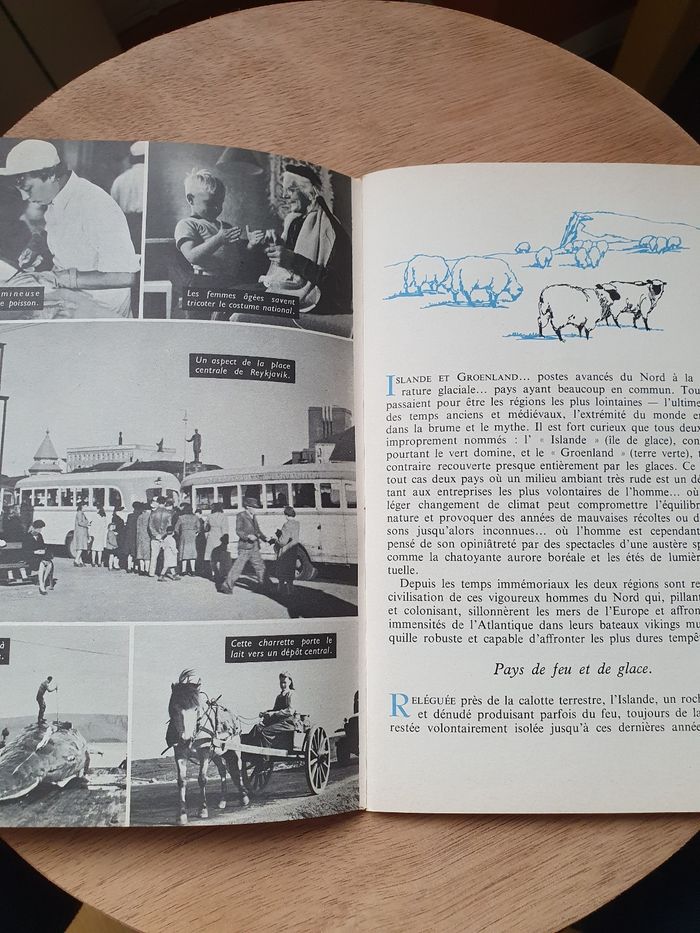 mineuse
poisson.
Les femmes âgées savent
tricoter le costume national.
Un aspect de la place
centrale de Reykjavik.
à
Cette charrette porte le
lait vers un dépôt central.
ISLANDE ET GROENLAND... postes avancés du Nord à la
rature glaciale... pays ayant beaucoup en commun. Tou
passaient pour être les régions les plus lointaines — l'ultime
des temps anciens et médiévaux, l'extrémité du monde en
dans la brume et le mythe. Il est fort curieux que tous deux
improprement nommés : l' « Islande » (île de glace), con
pourtant le vert domine, et le « Groenland » (terre verte), t
contraire recouverte presque entièrement par les glaces. Ce
tout cas deux pays où un milieu ambiant très rude est un dé
tant aux entreprises les plus volontaires de l'homme... où
léger changement de climat peut compromettre l'équilibr
nature et provoquer des années de mauvaises récoltes ou d
sons jusqu'alors inconnues... où l'homme est cependant
pensé de son opiniâtreté par des spectacles d'une austère sp
comme la chatoyante aurore boréale et les étés de lumièr
tuelle.
Depuis les temps immémoriaux les deux régions sont re
civilisation de ces vigoureux hommes du Nord qui, pillant
et colonisant, sillonnèrent les mers de l'Europe et affron
immensités de l'Atlantique dans leurs bateaux vikings mu
quille robuste et capable d'affronter les plus dures tempê
Pays de feu et de glace.
RELÉGUÉE près de la calotte terrestre, l'Islande, un roch
et dénudé produisant parfois du feu, toujours de la
restée volontairement isolée jusqu'à ces dernières année